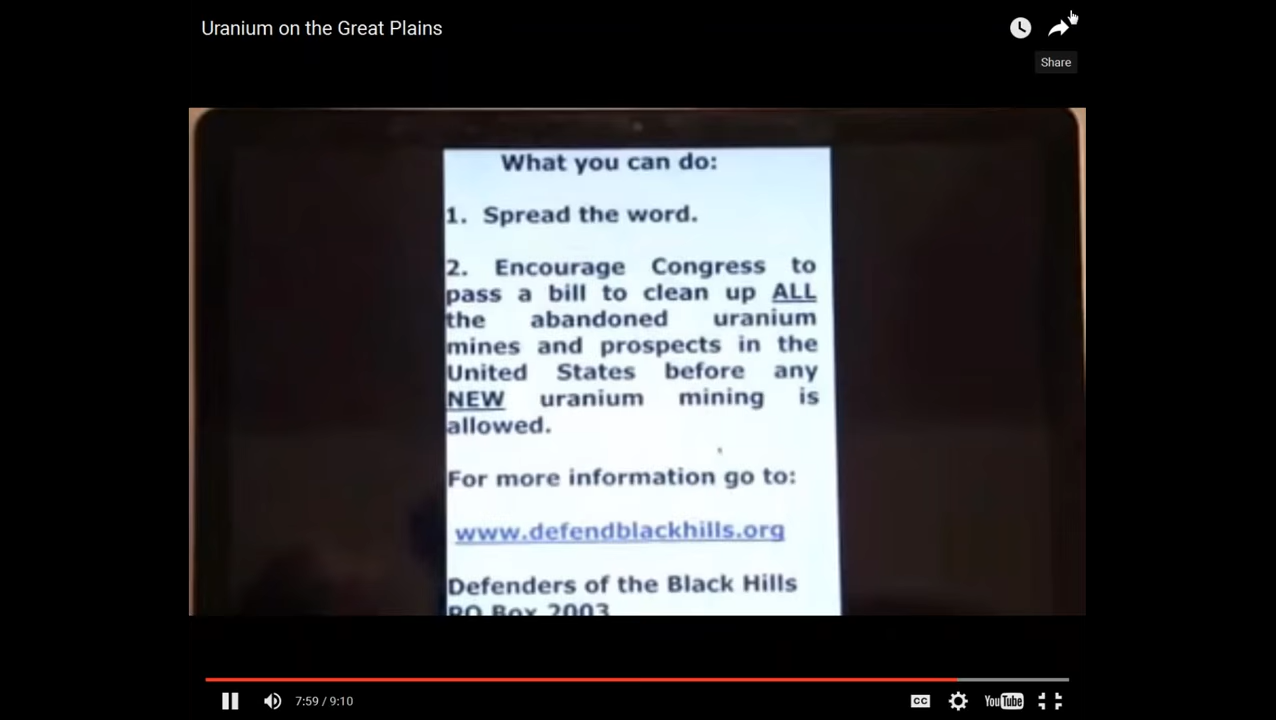 Uranium on the Great Plains
Share
What you can do:
1. Spread the word.
2. Encourage Congress to
pass a bill to clean up ALL
the abandoned uranium
mines and prospects in the
United States before any
NEW uranium mining is
allowed.
For more information go to:
www.defendblackhills.org
Defenders of the Black Hills
PO Box 2003
7:59 / 9:10
CC
YouTube